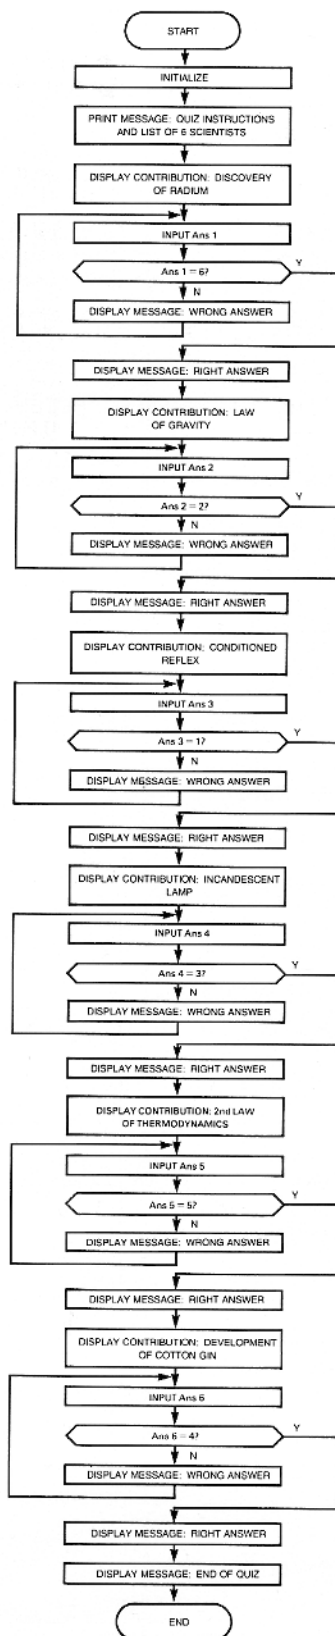 START
INITIALIZE
PRINT MESSAGE: QUIZ INSTRUCTIONS
AND LIST OF 6 SCIENTISTS
DISPLAY CONTRIBUTION: DISCOVERY
OF RADIUM
INPUT Ans 1
Ans 1 = 6?
Y
N
DISPLAY MESSAGE: WRONG ANSWER
DISPLAY MESSAGE: RIGHT ANSWER
DISPLAY CONTRIBUTION: LAW
OF GRAVITY
INPUT Ans 2
Ans 2 = 2?
Y
N
DISPLAY MESSAGE: WRONG ANSWER
DISPLAY MESSAGE: RIGHT ANSWER
DISPLAY CONTRIBUTION: CONDITIONED
REFLEX
INPUT Ans 3
Ans 3 = 1?
Y
N
DISPLAY MESSAGE: WRONG ANSWER
DISPLAY MESSAGE: RIGHT ANSWER
DISPLAY CONTRIBUTION: INCANDESCENT
LAMP
INPUT Ans 4
Ans 4 = 3?
Y
N
DISPLAY MESSAGE: WRONG ANSWER
DISPLAY MESSAGE: RIGHT ANSWER
DISPLAY CONTRIBUTION: 2nd LAW
OF THERMODYNAMICS
INPUT Ans 5
Ans 5 = 5?
Y
N
DISPLAY MESSAGE: WRONG ANSWER
DISPLAY MESSAGE: RIGHT ANSWER
DISPLAY CONTRIBUTION: DEVELOPMENT
OF COTTON GIN
INPUT Ans 6
Ans 6 = 4?
Y
N
DISPLAY MESSAGE: WRONG ANSWER
DISPLAY MESSAGE: RIGHT ANSWER
DISPLAY MESSAGE: END OF QUIZ
END